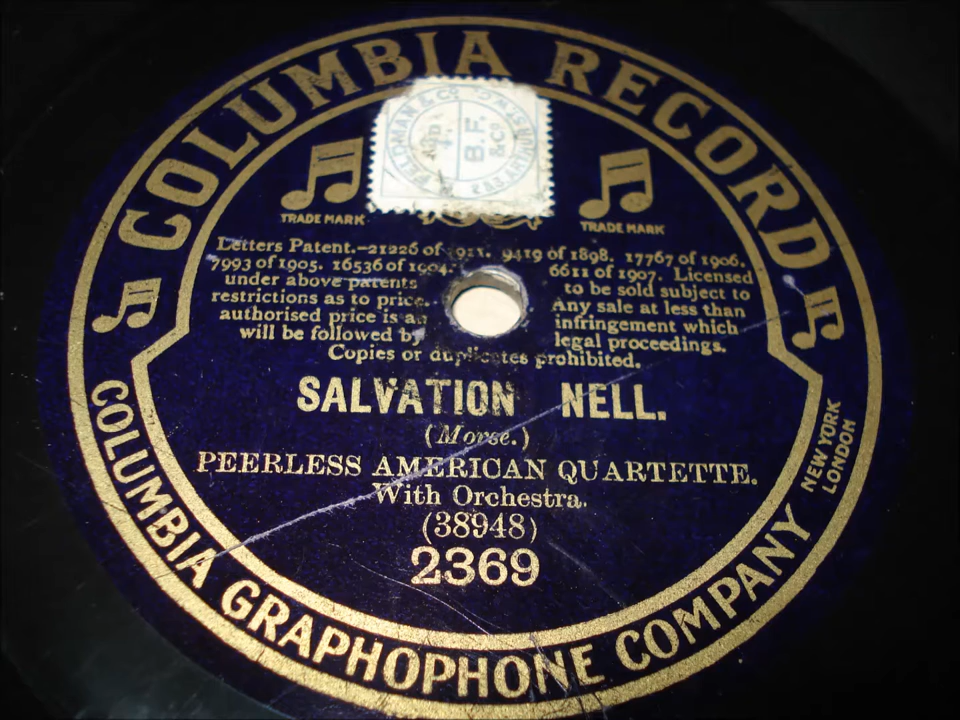 COLUMBIA RECORD
FELDMAN & Co
B.F.
& Co
TRADE MARK
TRADE MARK
Letters Patent.—21226 of 1911. 9419 of 1898. 17767 of 1906.
7993 of 1905. 16536 of 1904. 6611 of 1907. Licensed
under above patents to be sold subject to
restrictions as to price. Any sale at less than
authorised price is an infringement which
will be followed by legal proceedings.
Copies or duplicates prohibited.
SALVATION NELL.
(Morse.)
PEERLESS AMERICAN QUARTETTE.
With Orchestra.
(38948)
2369
COLUMBIA GRAPHOPHONE COMPANY
NEW YORK
LONDON